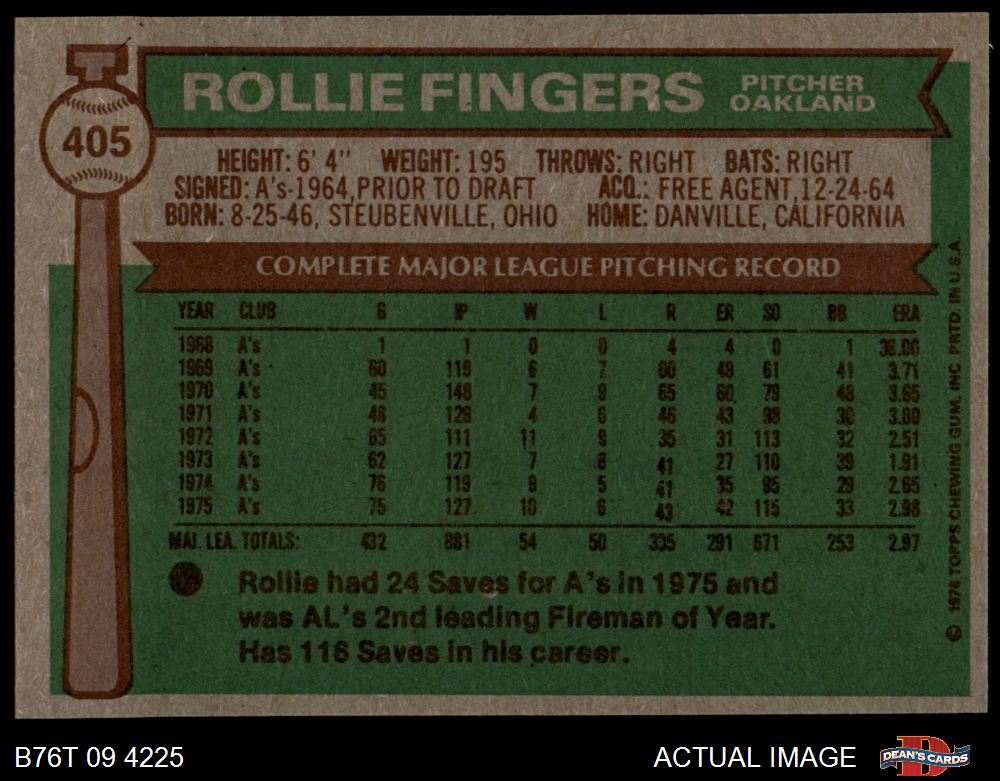 405
ROLLIE FINGERS
PITCHER
OAKLAND
HEIGHT: 6' 4" WEIGHT: 195 THROWS: RIGHT BATS: RIGHT
SIGNED: A's-1964, PRIOR TO DRAFT ACQ.: FREE AGENT, 12-24-64
BORN: 8-25-46, STEUBENVILLE, OHIO HOME: DANVILLE, CALIFORNIA
COMPLETE MAJOR LEAGUE PITCHING RECORD
YEAR CLUB G IP W L R ER SO BB ERA
1968 A's 1 1 0 0 4 4 0 1 36.00
1969 A's 60 119 6 7 60 49 61 41 3.71
1970 A's 45 148 7 9 65 60 79 48 3.65
1971 A's 48 129 4 6 46 43 98 30 3.00
1972 A's 65 111 11 9 35 31 113 32 2.51
1973 A's 62 127 7 8 41 27 110 39 1.91
1974 A's 76 119 9 5 41 35 95 29 2.65
1975 A's 75 127 10 6 43 42 115 33 2.98
MAJ. LEA. TOTALS: 432 881 54 50 335 291 671 253 2.97
Rollie had 24 Saves for A's in 1975 and
was AL's 2nd leading Fireman of Year.
Has 116 Saves in his career.
© 1976 TOPPS CHEWING GUM, INC PRTD. IN U.S.A.
B76T 09 4225
ACTUAL IMAGE
DEAN'S CARDS